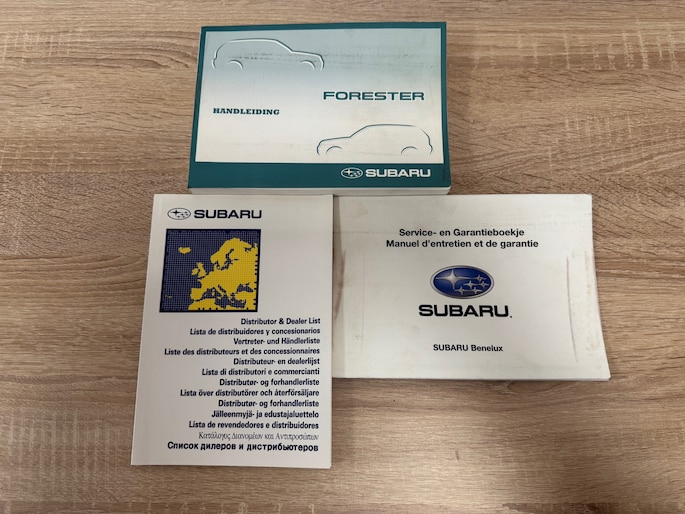 FORESTER
HANDLEIDING
SUBARU
SUBARU
Distributor & Dealer List
Lista de distribuidores y concesionarios
Vertreter- und Händlerliste
Liste des distributeurs et des concessionnaires
Distributeur- en dealerlijst
Lista di distributori e commercianti
Distributør- og forhandlerliste
Lista över distributörer och återförsäljare
Distributør- og forhandlerliste
Jälleenmyjä- ja edustajaluettelo
Lista de revendedores e distribuidores
Κατάλογος Διανομέων και Αντιπροσώπων
Список дилеров и дистрибьютеров
Service- en Garantieboekje
Manuel d'entretien et de garantie
SUBARU.
SUBARU Benelux